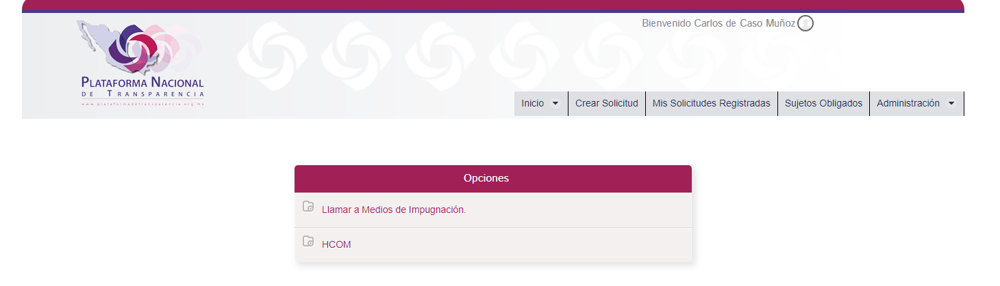 Bienvenido Carlos de Caso Muñoz
PLATAFORMA NACIONAL
DE TRANSPARENCIA
www.plataformadetransparencia.org.mx
Inicio Crear Solicitud Mis Solicitudes Registradas Sujetos Obligados Administración
Opciones
Llamar a Medios de Impugnación.
HCOM